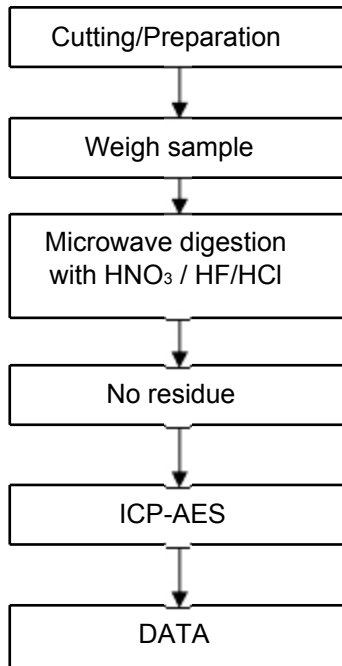 Cutting/Preparation
Weigh sample
Microwave digestion
with HNO₃ / HF/HCl
No residue
ICP-AES
DATA